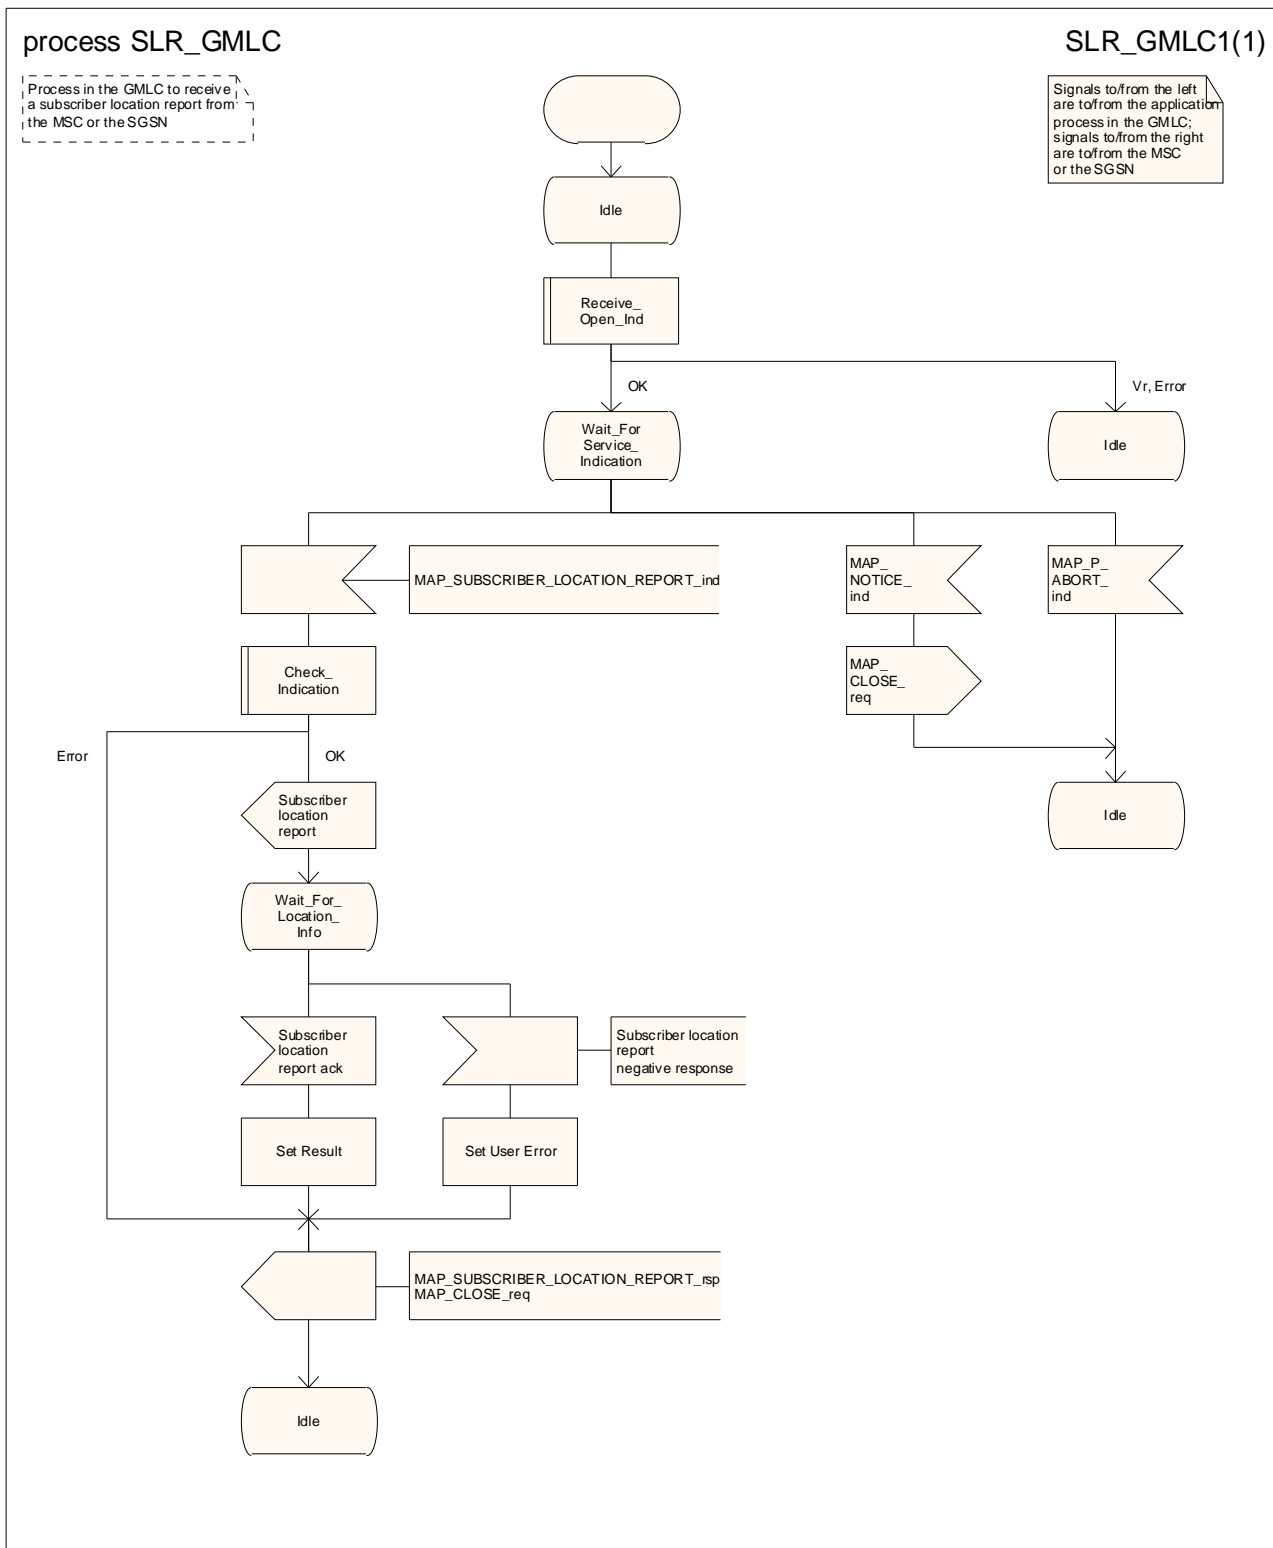 process SLR_GMLC
SLR_GMLC1(1)
Process in the GMLC to receive
a subscriber location report from
the MSC or the SGSN
Signals to/from the left
are to/from the application
process in the GMLC;
signals to/from the right
are to/from the MSC
or the SGSN
Idle
Receive_
Open_Ind
OK
Vr, Error
Wait_For
Service_
Indication
Idle
MAP_SUBSCRIBER_LOCATION_REPORT_ind
MAP_
NOTICE_
ind
MAP_P_
ABORT_
ind
Check_
Indication
MAP_
CLOSE_
req
Error
OK
Subscriber
location
report
Idle
Wait_For_
Location_
Info
Subscriber
location
report ack
Subscriber location
report
negative response
Set Result
Set User Error
MAP_SUBSCRIBER_LOCATION_REPORT_rsp
MAP_CLOSE_req
Idle